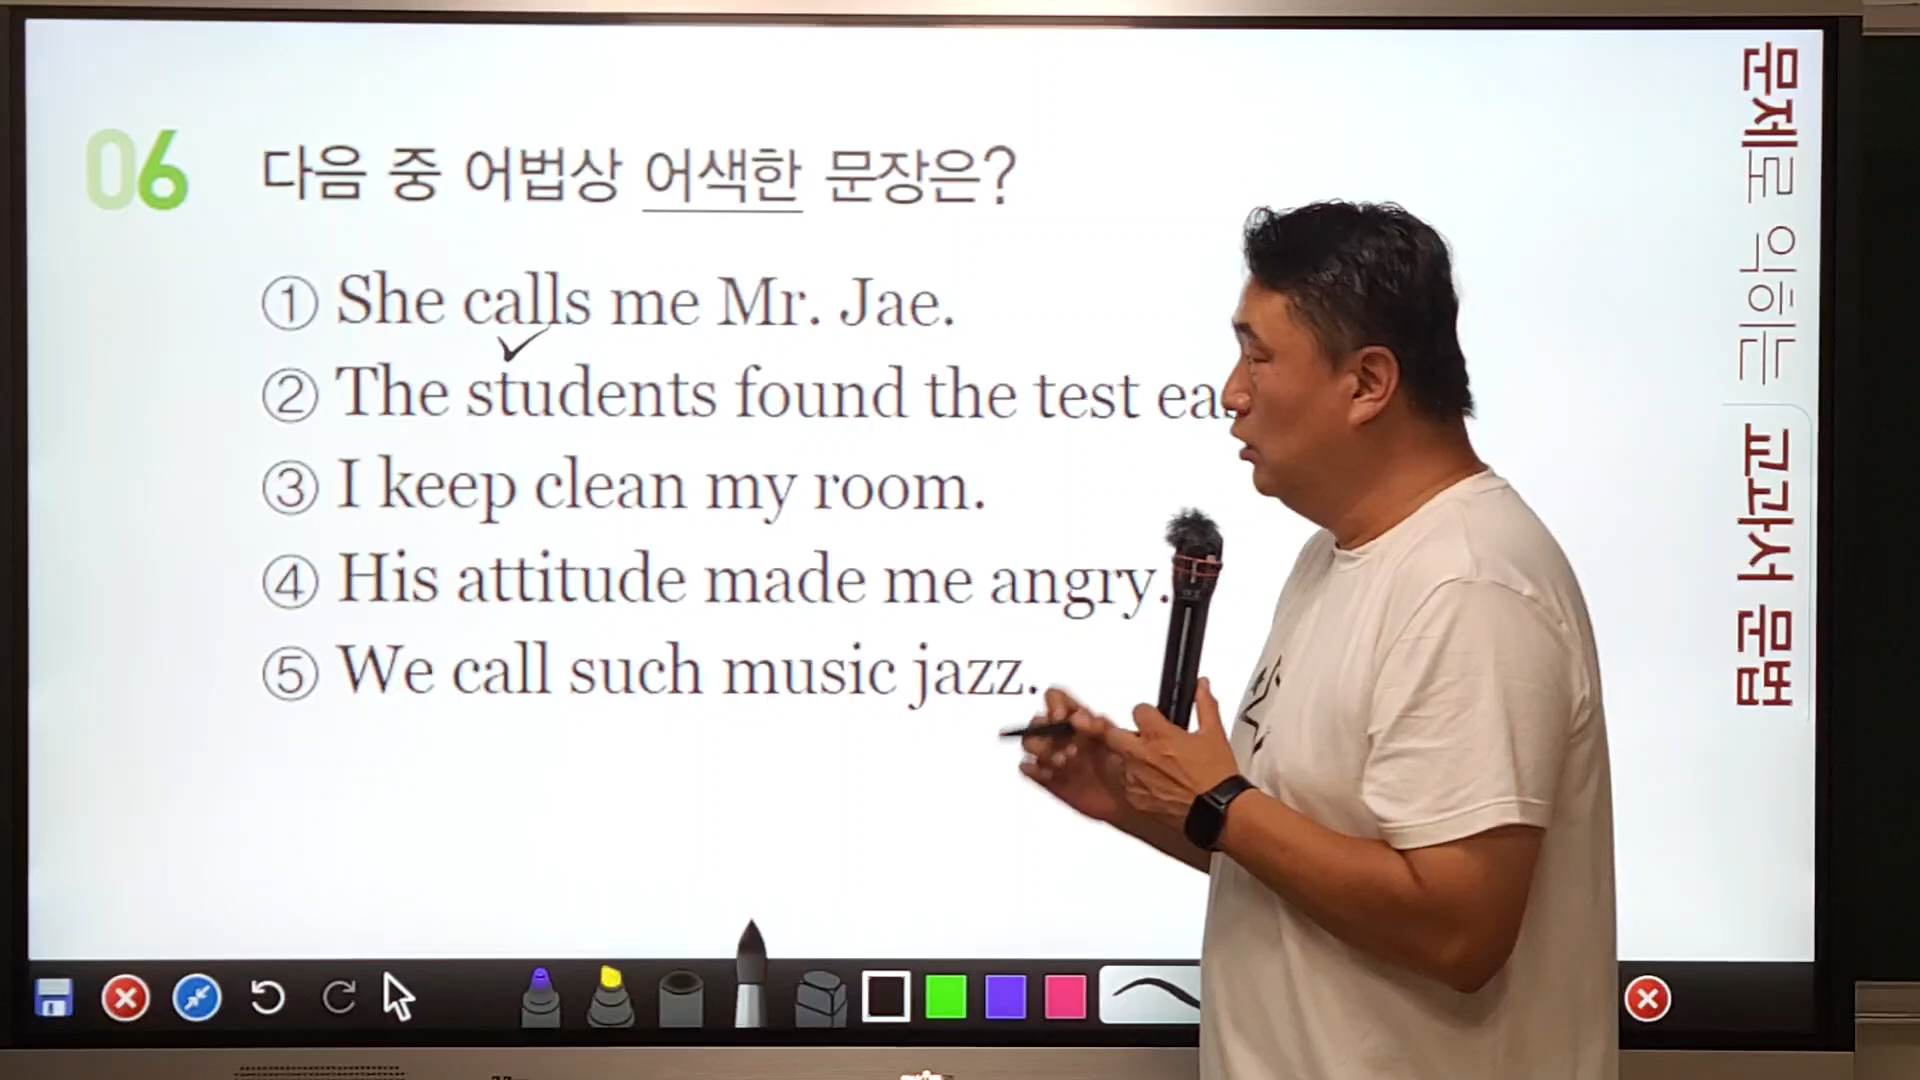 06 다음 중 어법상 어색한 문장은?
① She calls me Mr. Jae.
② The students found the test
③ I keep clean my room.
④ His attitude made me angry.
⑤ We call such music jazz.
문제로 익히는 교과서 문법